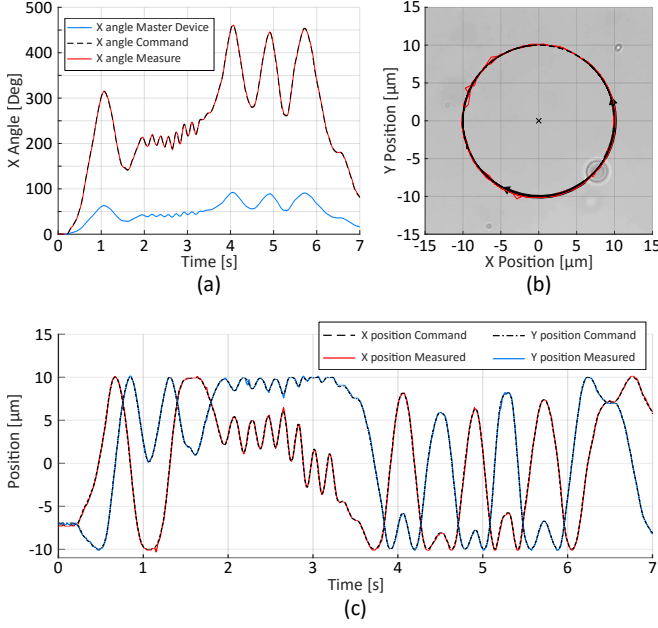 500
400
300
200
100
0
X Angle [Deg]
X angle Master Device
X angle Command
X angle Measure
0 1 2 3 4 5 6 7
Time [s]
(a)
15
10
5
0
-5
-10
-15
Y Position [µm]
-15 -10 -5 0 5 10 15
X Position [µm]
(b)
15
10
5
0
-5
-10
Position [µm]
X position Command Y position Command
X position Measured Y position Measured
0 1 2 3 4 5 6 7
Time [s]
(c)